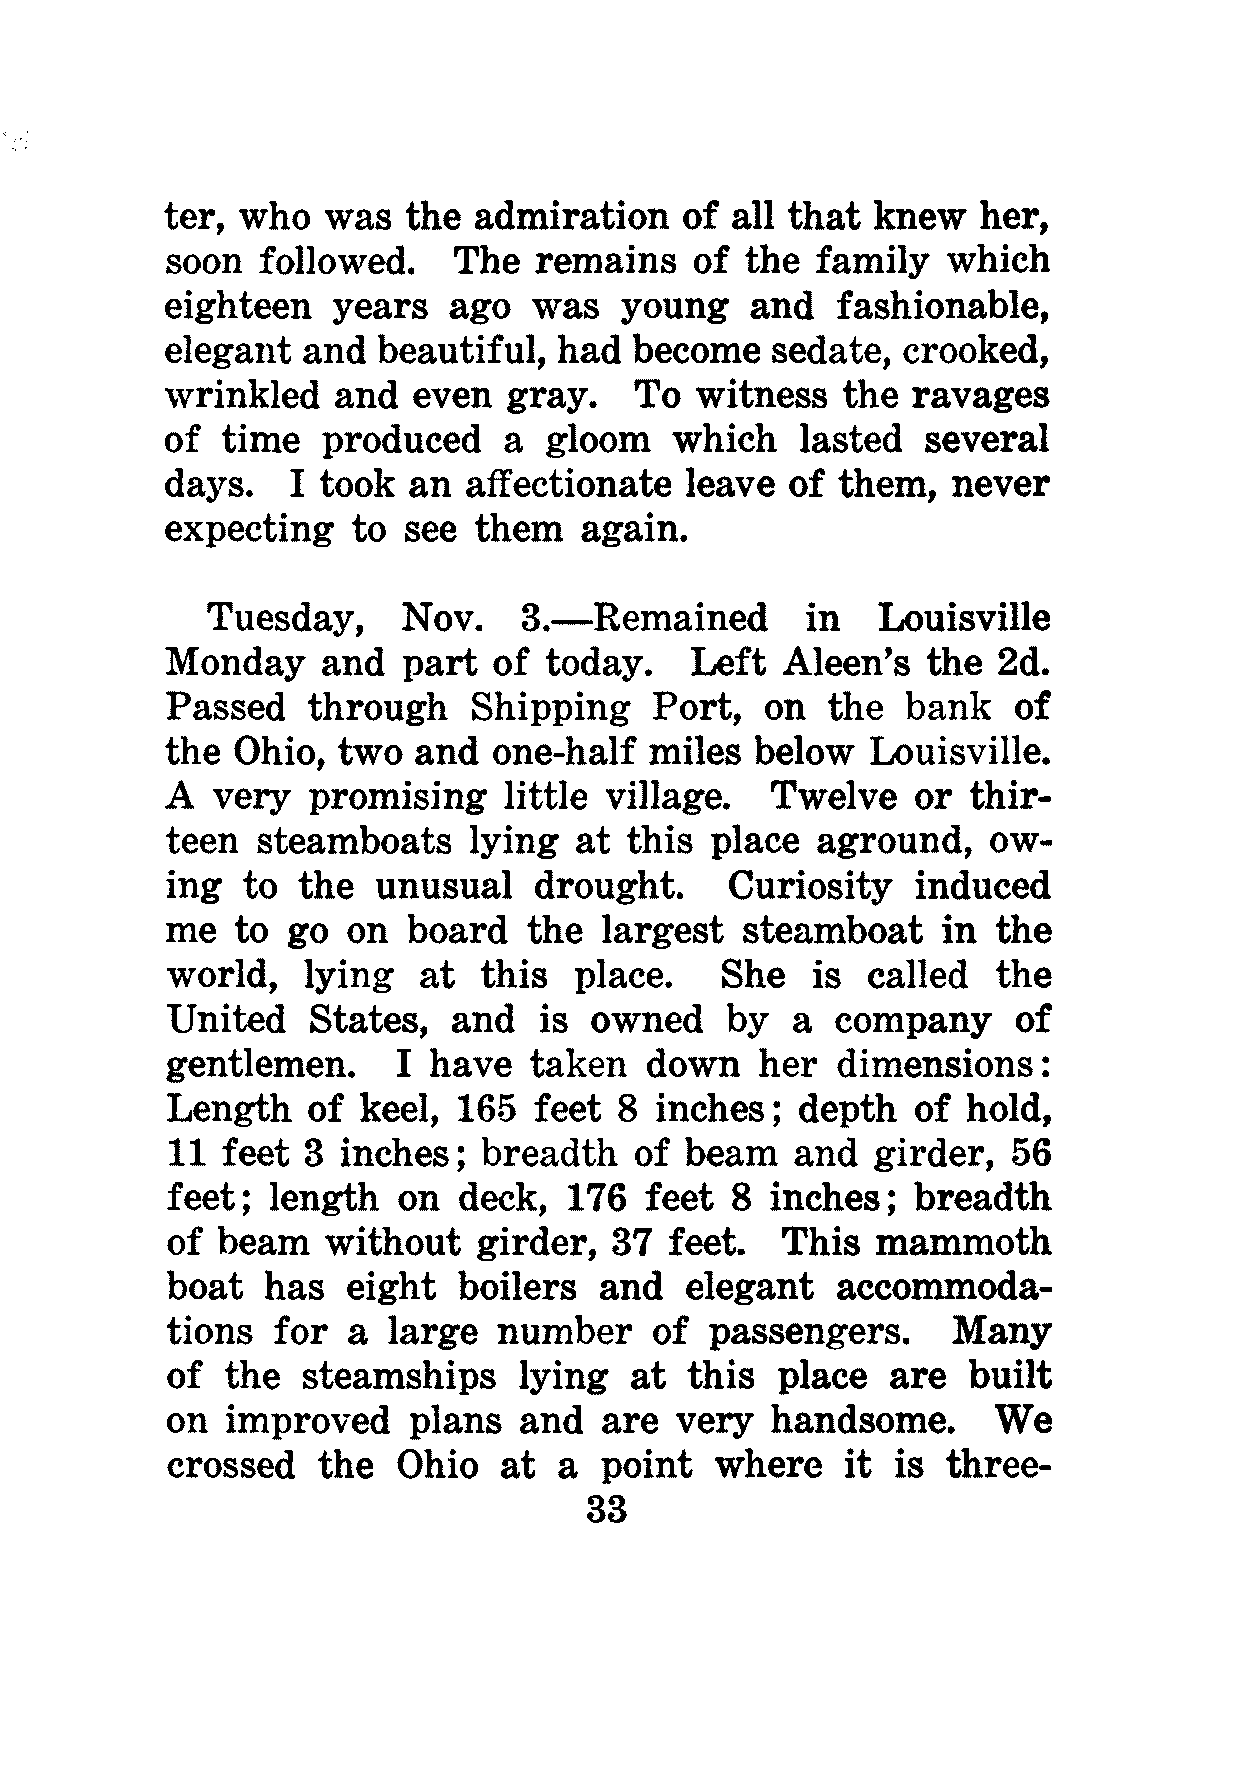 ter, who was the admiration of all that knew her,
soon followed. The remains of the family which
eighteen years ago was young and fashionable,
elegant and beautiful, had become sedate, crooked,
wrinkled and even gray. To witness the ravages
of time produced a gloom which lasted several
days. I took an affectionate leave of them, never
expecting to see them again.
Tuesday, Nov. 3.—Remained in Louisville
Monday and part of today. Left Aleen's the 2d.
Passed through Shipping Port, on the bank of
the Ohio, two and one-half miles below Louisville.
A very promising little village. Twelve or thir-
teen steamboats lying at this place aground, ow-
ing to the unusual drought. Curiosity induced
me to go on board the largest steamboat in the
world, lying at this place. She is called the
United States, and is owned by a company of
gentlemen. I have taken down her dimensions:
Length of keel, 165 feet 8 inches; depth of hold,
11 feet 3 inches; breadth of beam and girder, 56
feet; length on deck, 176 feet 8 inches; breadth
of beam without girder, 37 feet. This mammoth
boat has eight boilers and elegant accommoda-
tions for a large number of passengers. Many
of the steamships lying at this place are built
on improved plans and are very handsome. We
crossed the Ohio at a point where it is three-
33